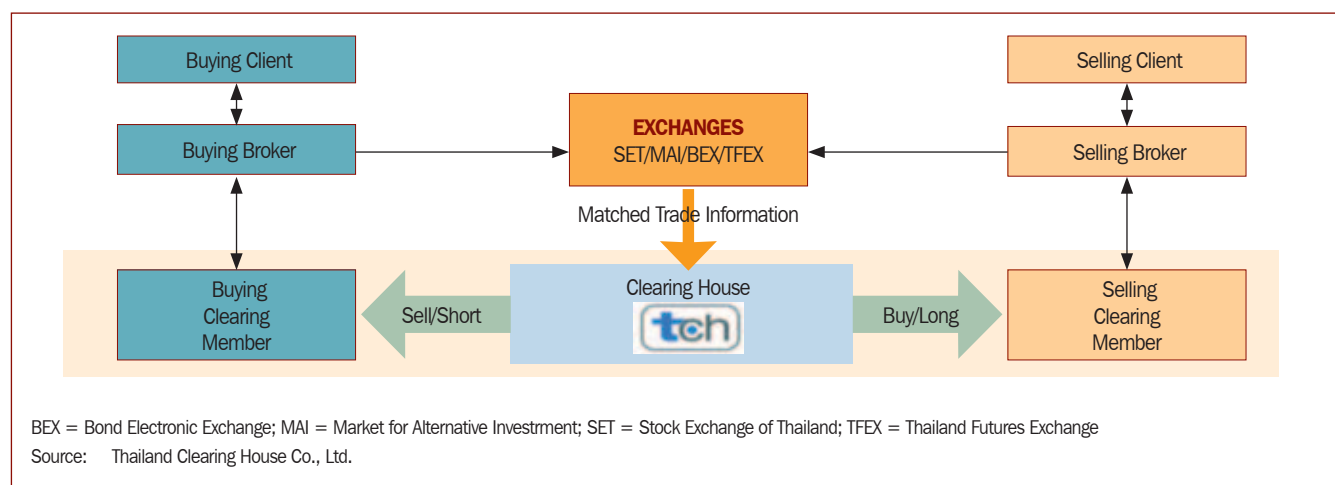 Buying Client
Selling Client
EXCHANGES
SET/MAI/BEX/TFEX
Buying Broker
Selling Broker
Matched Trade Information
Buying
Clearing
Member
Sell/Short
Clearing House
tch
Buy/Long
Selling
Clearing
Member
BEX = Bond Electronic Exchange; MAI = Market for Alternative Investrment; SET = Stock Exchange of Thailand; TFEX = Thailand Futures Exchange
Source: Thailand Clearing House Co., Ltd.